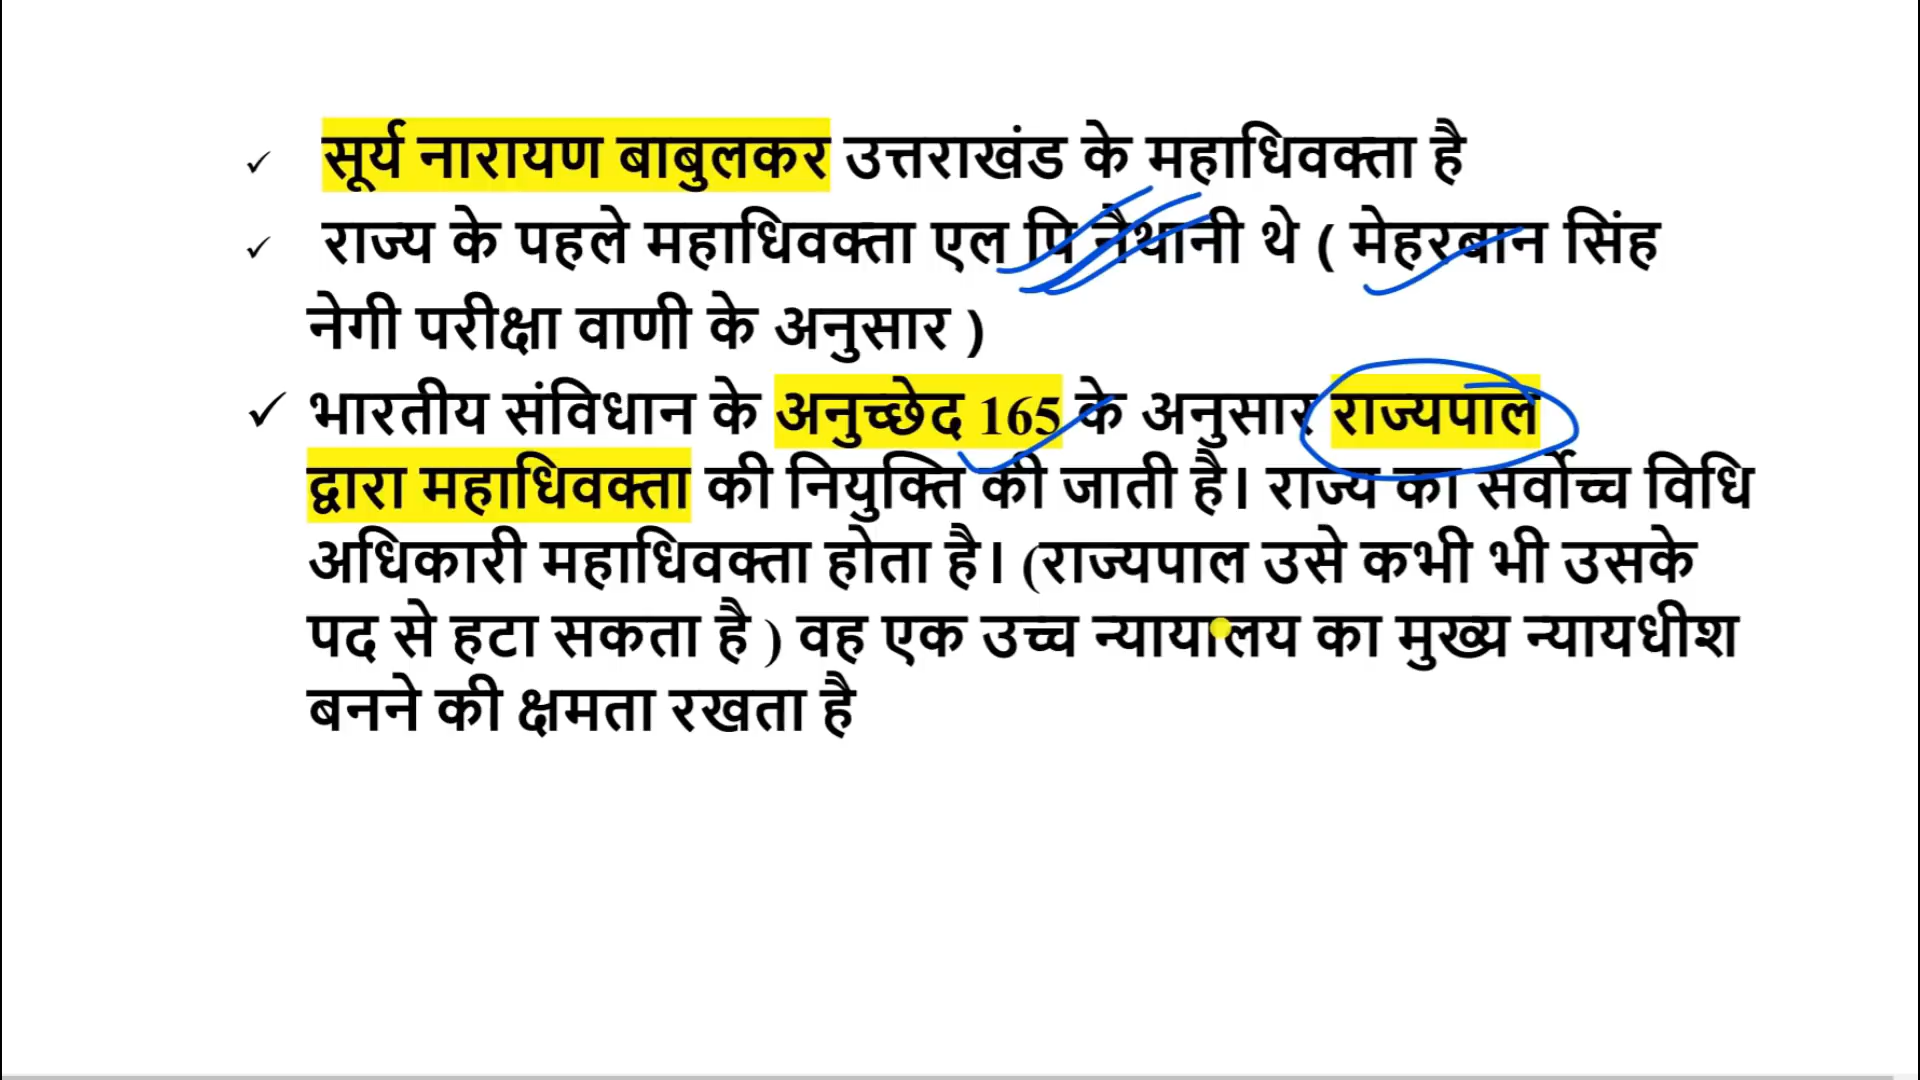 ✓ सूर्य नारायण बाबुलकर उत्तराखंड के महाधिवक्ता है
✓ राज्य के पहले महाधिवक्ता एल पि नैथानी थे ( मेहरबान सिंह
नेगी परीक्षा वाणी के अनुसार )
✓ भारतीय संविधान के अनुच्छेद 165 के अनुसार राज्यपाल
द्वारा महाधिवक्ता की नियुक्ति की जाती है। राज्य का सर्वोच्च विधि
अधिकारी महाधिवक्ता होता है। (राज्यपाल उसे कभी भी उसके
पद से हटा सकता है ) वह एक उच्च न्यायालय का मुख्य न्यायधीश
बनने की क्षमता रखता है